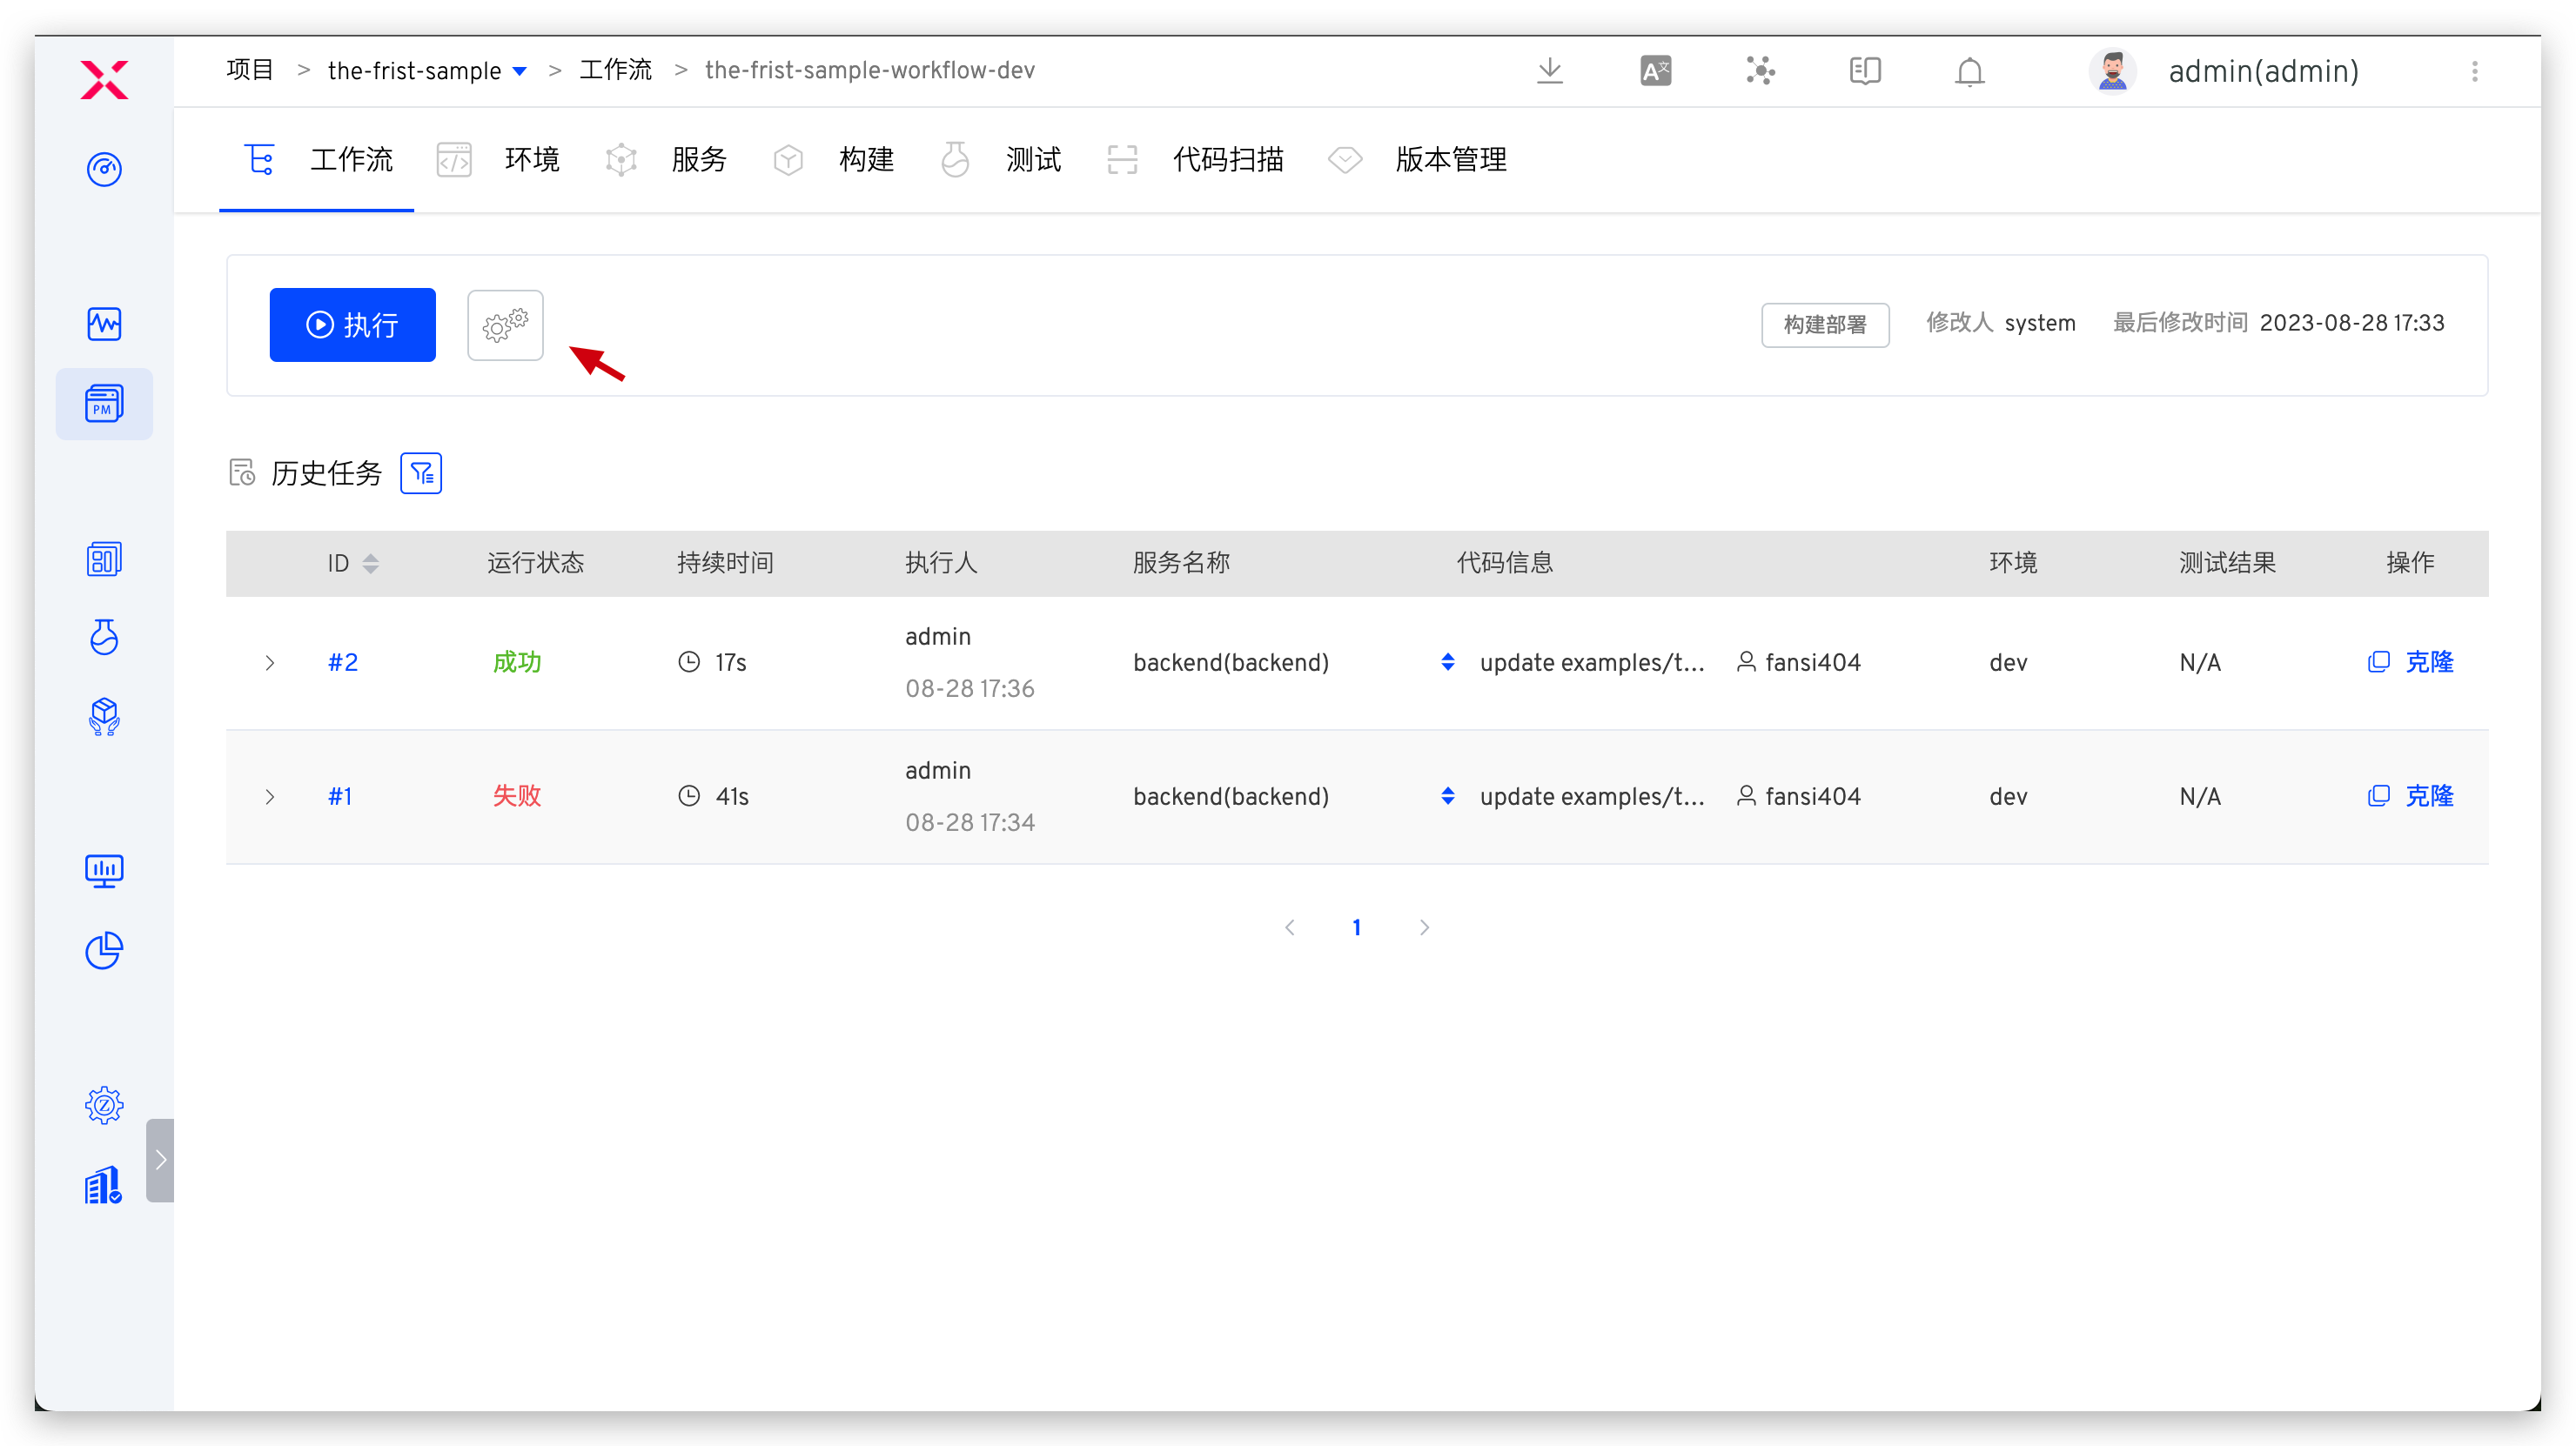 项目 > the-frist-sample > 工作流 > the-frist-sample-workflow-dev
admin(admin)
工作流 环境 服务 构建 测试 代码扫描 版本管理
执行
构建部署 修改人 system 最后修改时间 2023-08-28 17:33
PM
历史任务
ID 运行状态 持续时间 执行人 服务名称 代码信息 环境 测试结果 操作
#2 成功 17s admin backend(backend) update examples/t... fansi404 dev N/A 克隆
08-28 17:36
#1 失败 41s admin backend(backend) update examples/t... fansi404 dev N/A 克隆
08-28 17:34
< 1 >